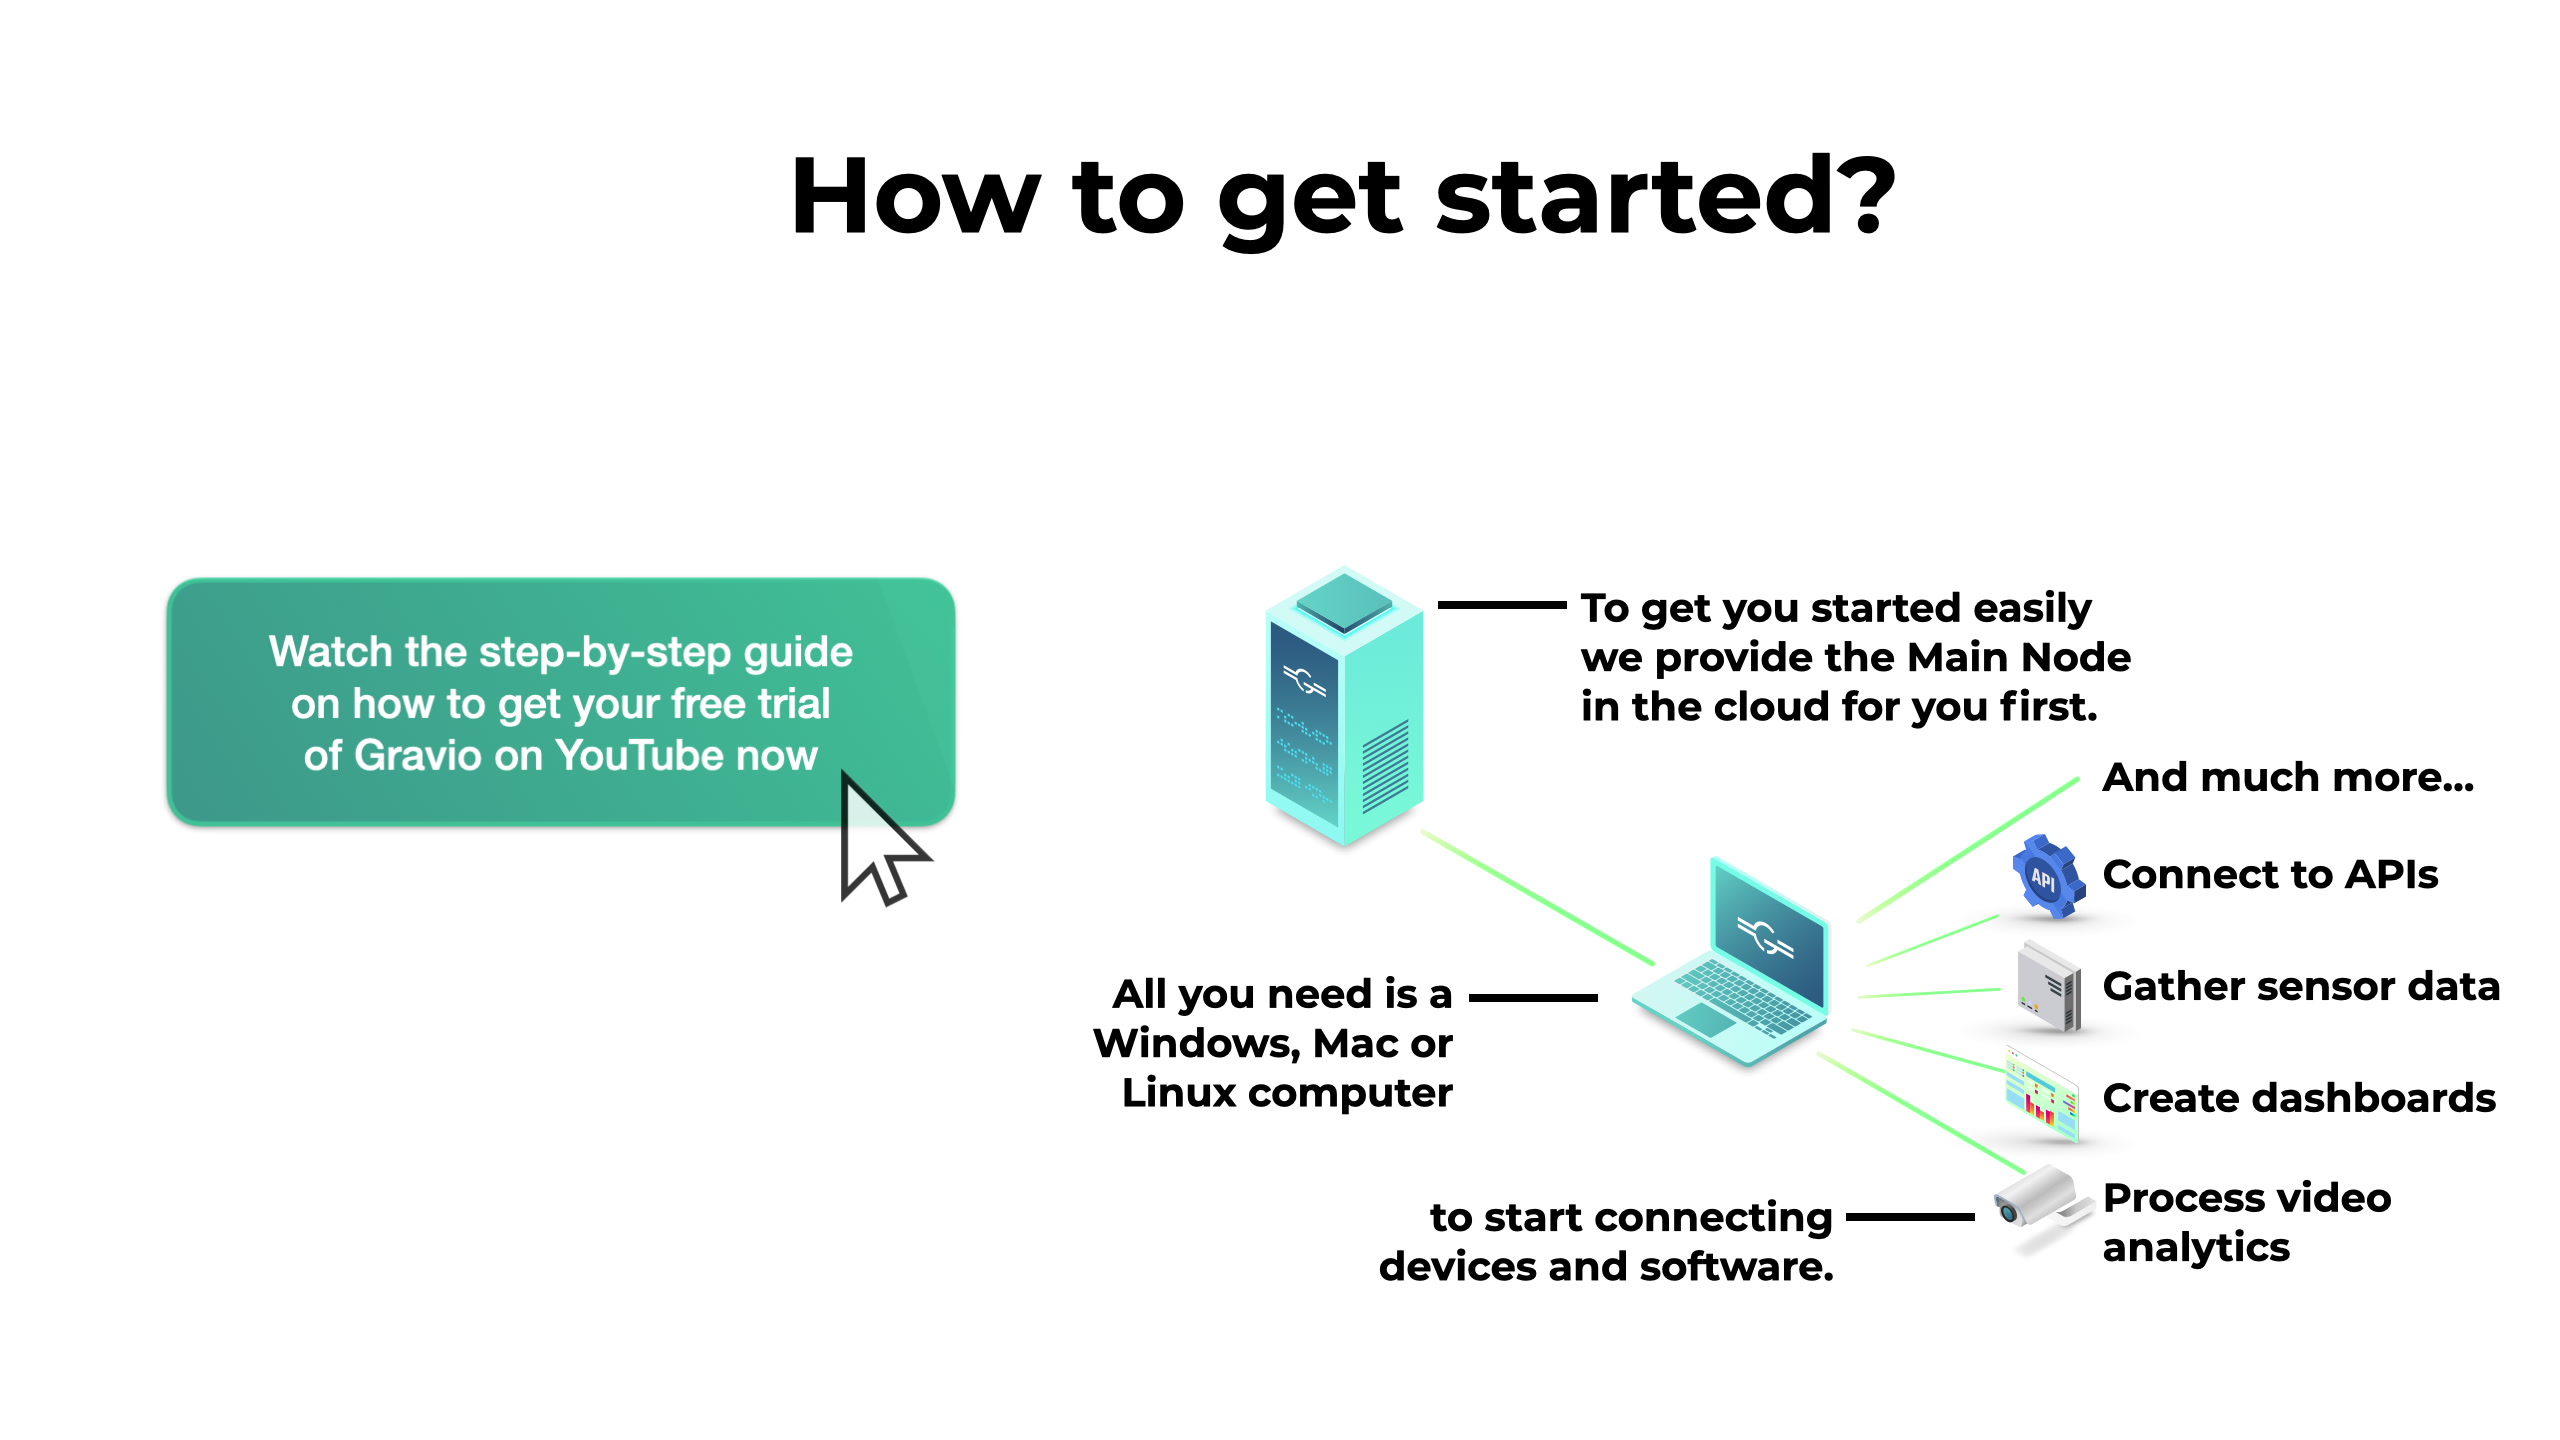 How to get started?
Watch the step-by-step guide
on how to get your free trial
of Gravio on YouTube now
To get you started easily
we provide the Main Node
in the cloud for you first.
All you need is a
Windows, Mac or
Linux computer
to start connecting
devices and software.
And much more...
API
Connect to APIs
Gather sensor data
Create dashboards
Process video
analytics